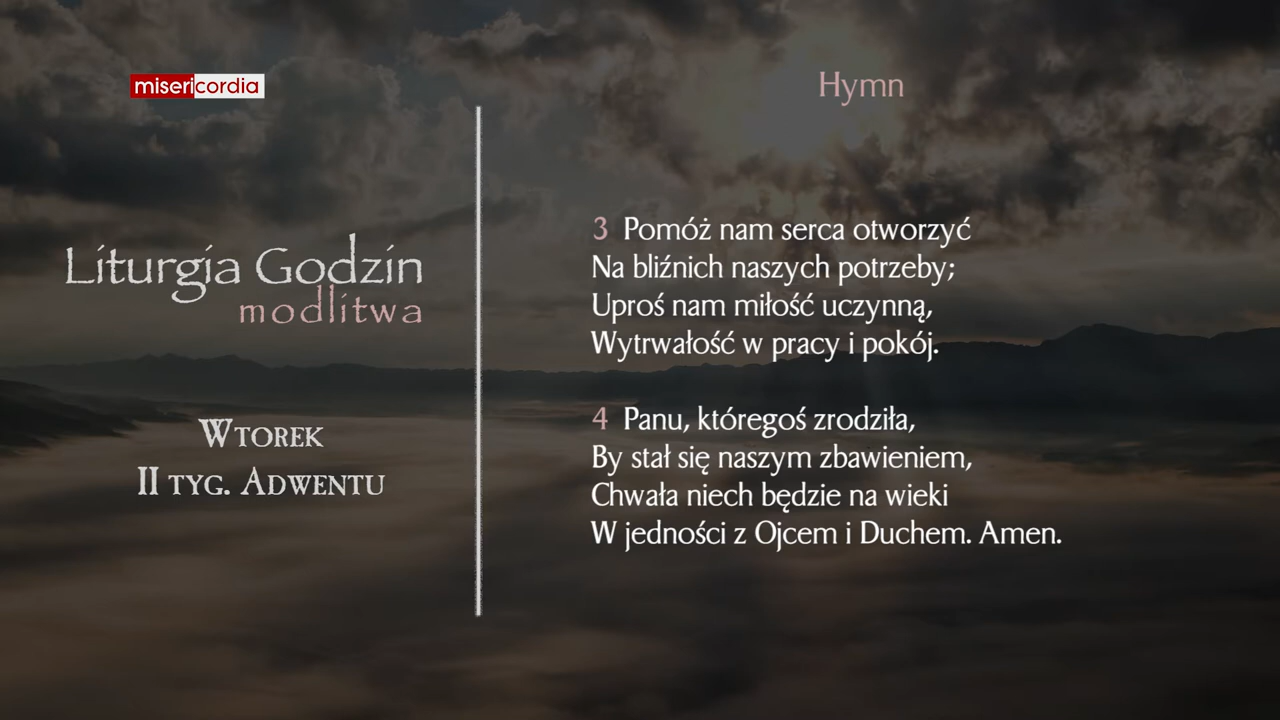 misericordia
Liturgia Godzin
modlitwa
Wtorek
II tyg. Adwentu
Hymn
3 Pomóż nam serca otworzyć
Na bliźnich naszych potrzeby;
Uproś nam miłość uczynną,
Wytrwałość w pracy i pokój.
4 Panu, któregoś zrodziła,
By stał się naszym zbawieniem,
Chwała niech będzie na wieki
W jedności z Ojcem i Duchem. Amen.